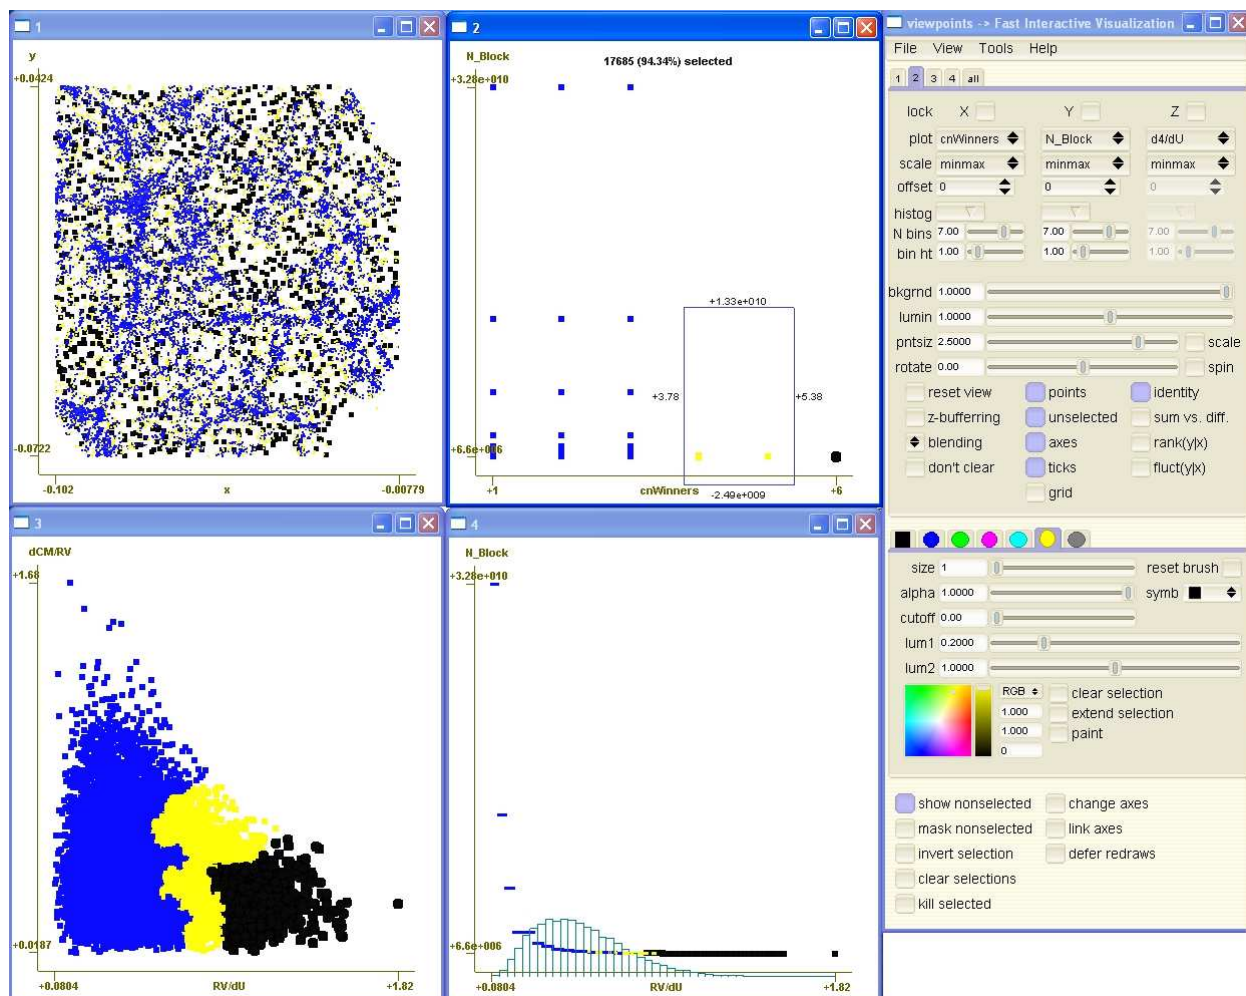 1
y
+0.0424
-0.0722
-0.102
x
-0.00779
2
N_Block
17685 (94.34%) selected
+3.28e+010
+1.33e+010
+3.78
+5.38
+6.6e+006
-2.49e+009
+1
cnWinners
+6
3
dCM/RV
+1.68
+0.0187
+0.0804
RV/dU
+1.82
4
N_Block
+3.28e+010
+6.6e+006
+0.0804
RV/dU
+1.82
viewpoints -> Fast Interactive Visualization
File View Tools Help
1 2 3 4 all
lock X Y Z
plot cnWinners N_Block d4/dU
scale minmax minmax minmax
offset 0 0 0
histog
N bins 7.00 7.00 7.00
bin ht 1.00 1.00 1.00
bkgrnd 1.0000
lumin 1.0000
pntsiz 2.5000 scale
rotate 0.00 spin
reset view points identity
z-bufferring unselected sum vs. diff.
blending axes rank(y|x)
don't clear ticks fluct(y|x)
grid
size 1 reset brush
alpha 1.0000 symb
cutoff 0.00
lum1 0.2000
lum2 1.0000
RGB clear selection
1.000 extend selection
1.000 paint
0
show nonselected change axes
mask nonselected link axes
invert selection defer redraws
clear selections
kill selected